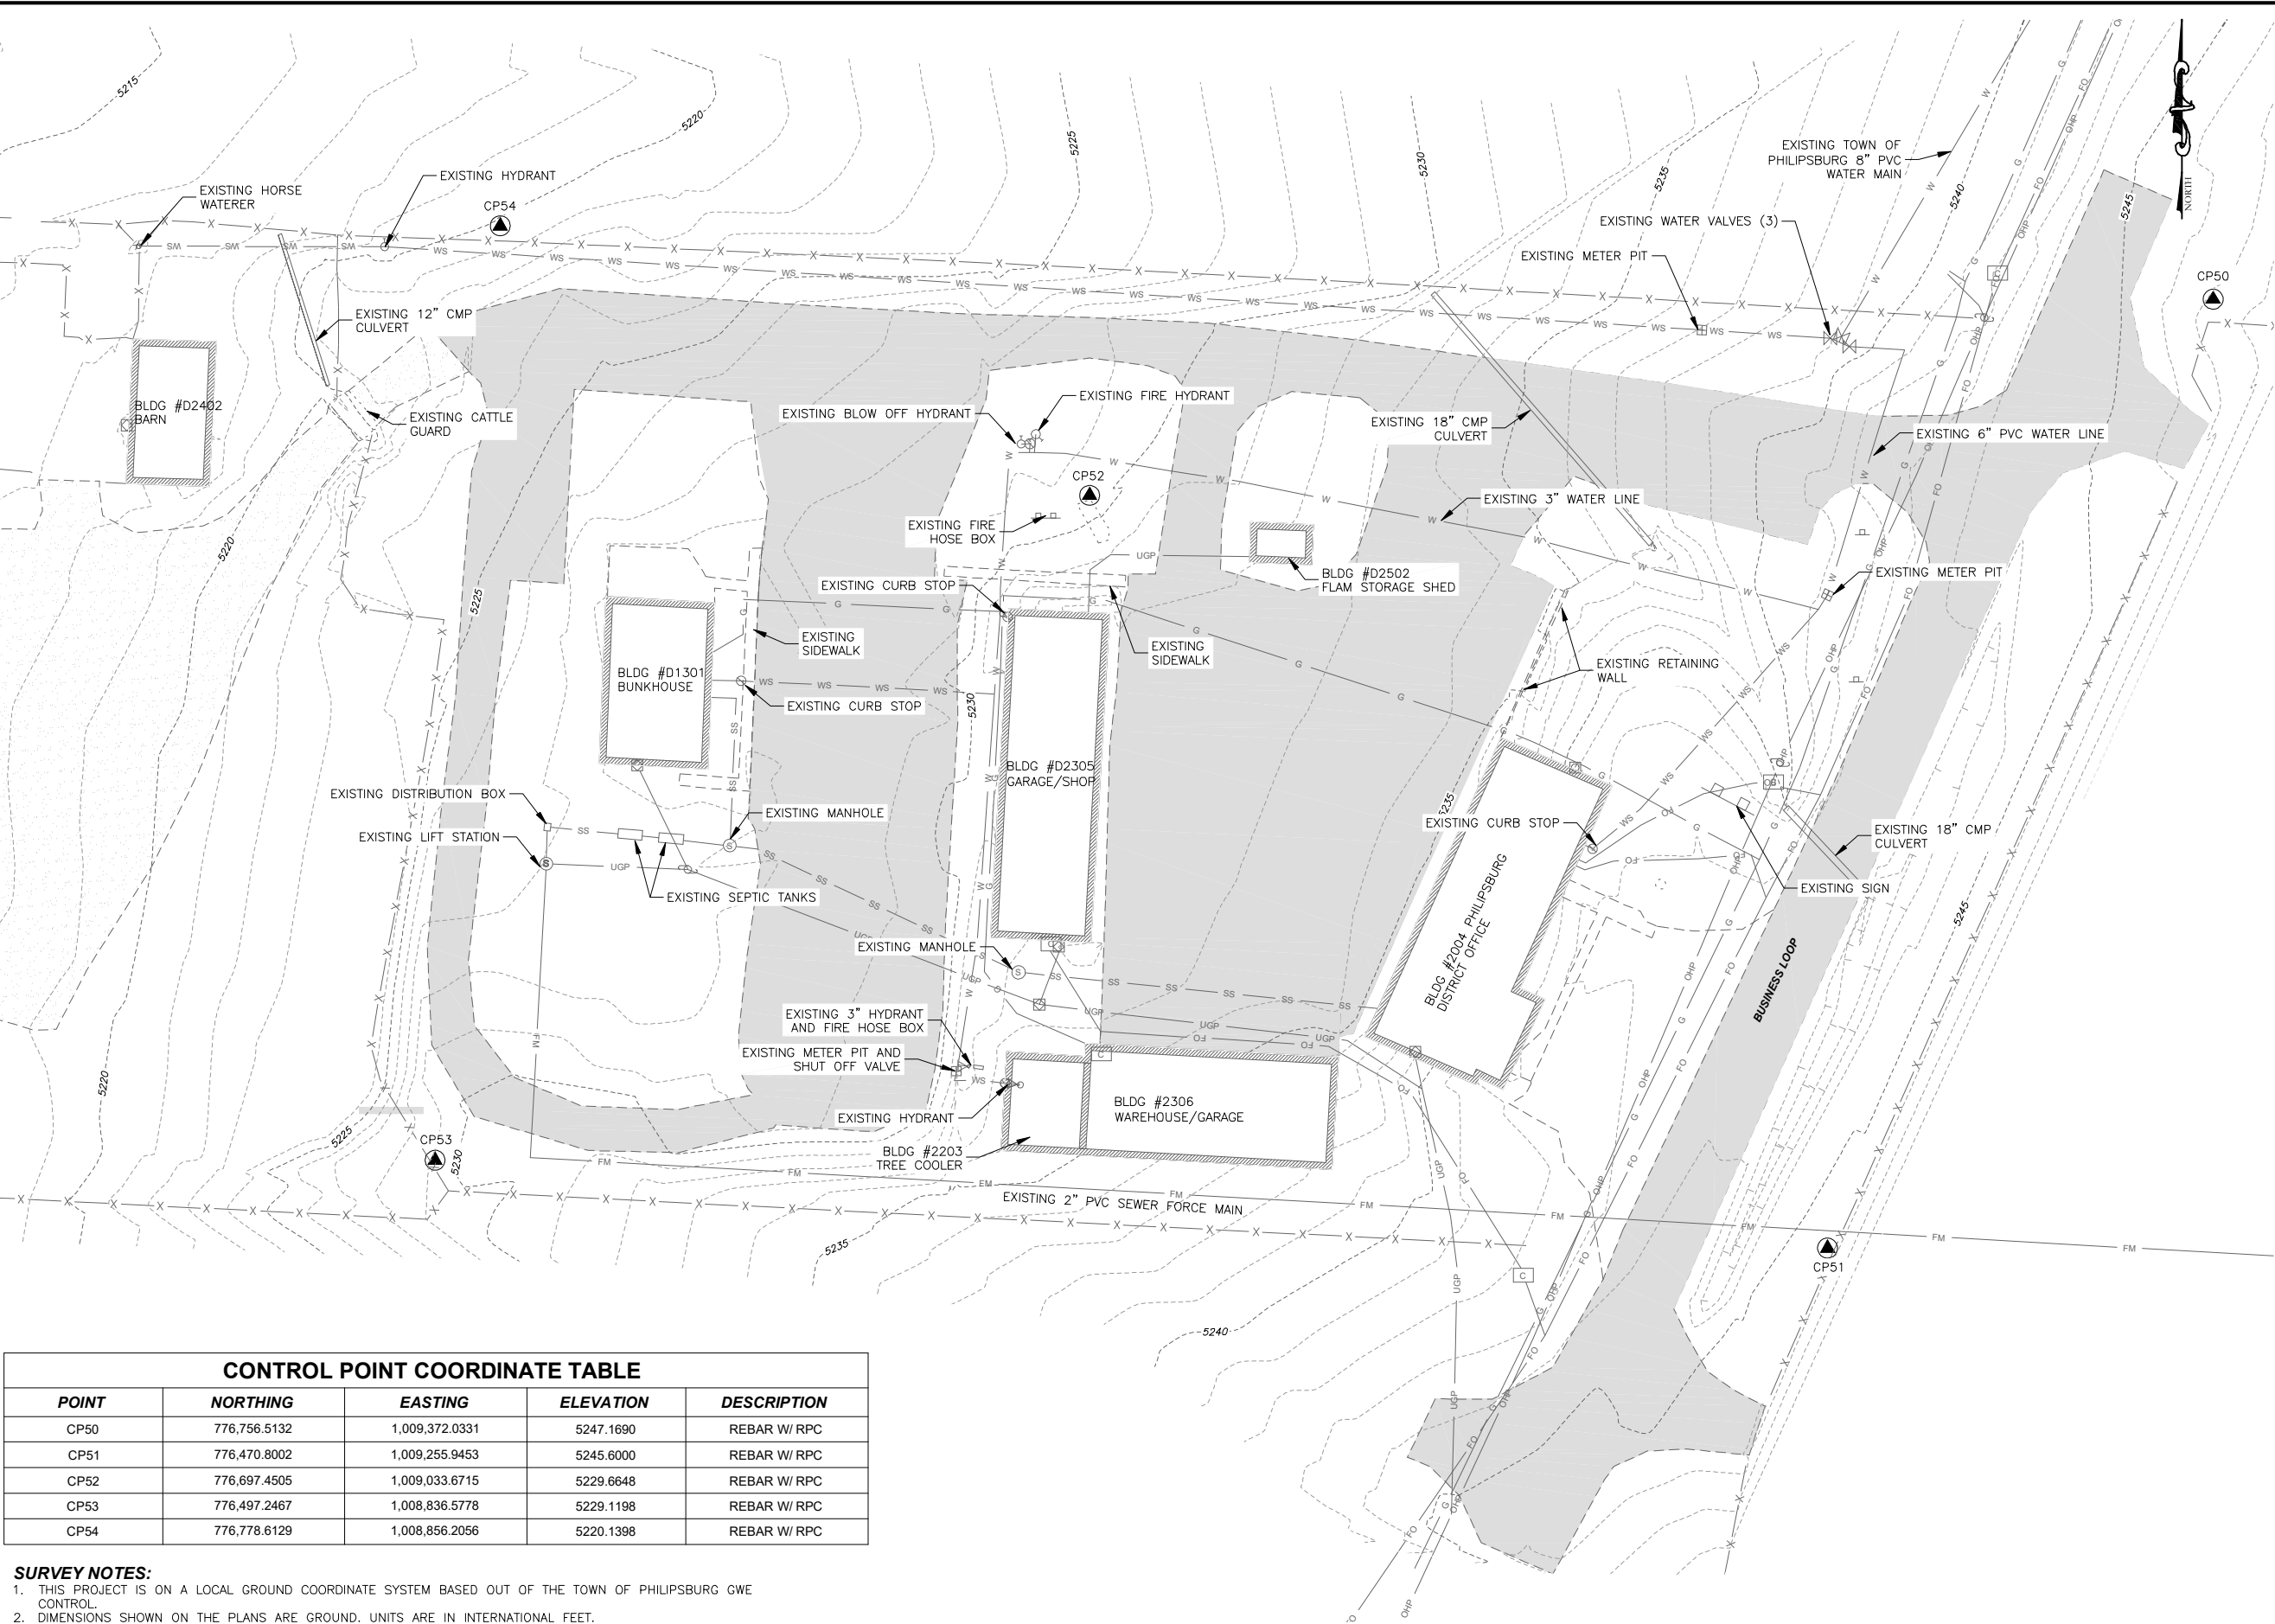 5215
5220
5225
5230
5235
5240
5245
NORTH
EXISTING TOWN OF
PHILIPSBURG 8" PVC
WATER MAIN
EXISTING HORSE
WATERER
EXISTING HYDRANT
CP54
EXISTING WATER VALVES (3)
EXISTING METER PIT
CP50
EXISTING 12" CMP
CULVERT
BLDG #D2402
BARN
EXISTING CATTLE
GUARD
EXISTING FIRE HYDRANT
EXISTING BLOW OFF HYDRANT
EXISTING 18" CMP
CULVERT
EXISTING 6" PVC WATER LINE
CP52
EXISTING 3" WATER LINE
EXISTING FIRE
HOSE BOX
5220
5225
EXISTING CURB STOP
BLDG #D2502
FLAM STORAGE SHED
EXISTING METER PIT
EXISTING
SIDEWALK
EXISTING
SIDEWALK
EXISTING RETAINING
WALL
BLDG #D1301
BUNKHOUSE
EXISTING CURB STOP
5230
BLDG #D2305
GARAGE/SHOP
5235
EXISTING DISTRIBUTION BOX
EXISTING LIFT STATION
EXISTING MANHOLE
EXISTING CURB STOP
EXISTING 18" CMP
CULVERT
EXISTING SIGN
EXISTING SEPTIC TANKS
BLDG #2004 PHILIPSBURG
DISTRICT OFFICE
5245
EXISTING MANHOLE
BUSINESS LOOP
EXISTING 3" HYDRANT
AND FIRE HOSE BOX
EXISTING METER PIT AND
SHUT OFF VALVE
EXISTING HYDRANT
BLDG #2306
WAREHOUSE/GARAGE
BLDG #2203
TREE COOLER
5220
5225
CP53
5230
EXISTING 2" PVC SEWER FORCE MAIN
5235
CP51
5240
CONTROL POINT COORDINATE TABLE
POINT NORTHING EASTING ELEVATION DESCRIPTION
CP50 776,756.5132 1,009,372.0331 5247.1690 REBAR W/ RPC
CP51 776,470.8002 1,009,255.9453 5245.6000 REBAR W/ RPC
CP52 776,697.4505 1,009,033.6715 5229.6648 REBAR W/ RPC
CP53 776,497.2467 1,008,836.5778 5229.1198 REBAR W/ RPC
CP54 776,778.6129 1,008,856.2056 5220.1398 REBAR W/ RPC
SURVEY NOTES:
1. THIS PROJECT IS ON A LOCAL GROUND COORDINATE SYSTEM BASED OUT OF THE TOWN OF PHILIPSBURG GWE
CONTROL.
2. DIMENSIONS SHOWN ON THE PLANS ARE GROUND. UNITS ARE IN INTERNATIONAL FEET.